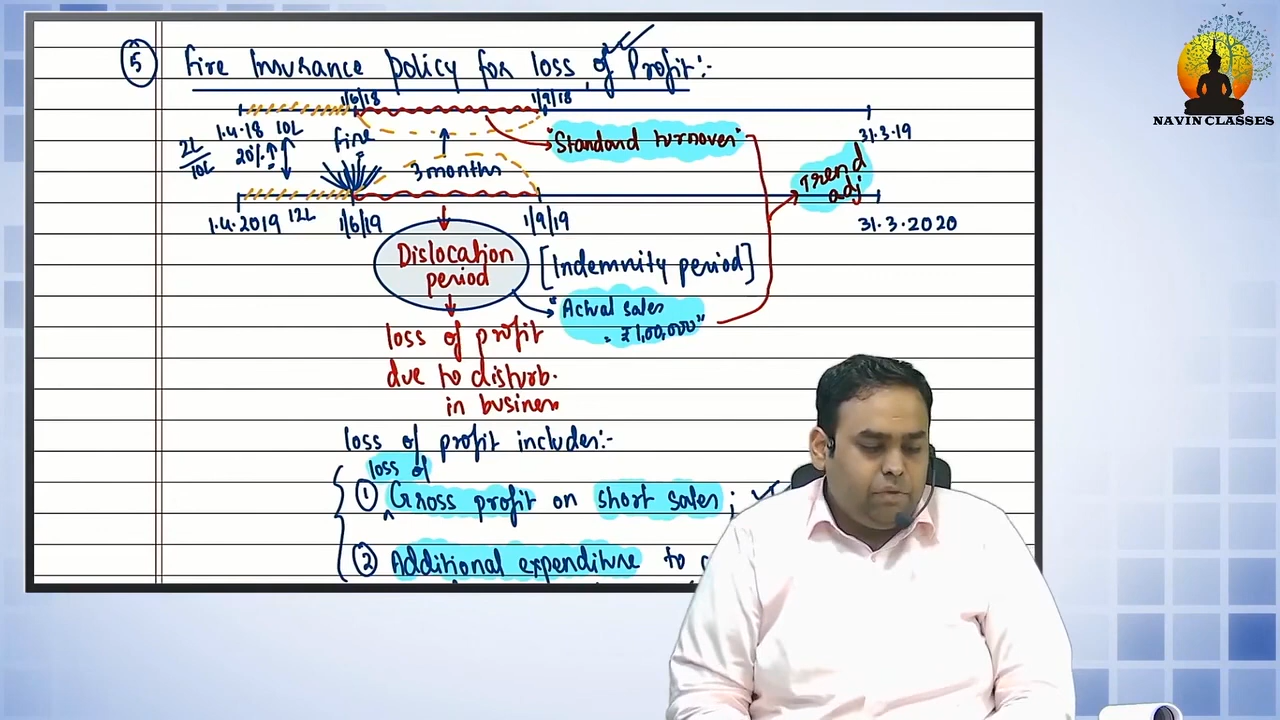 5 Fire Insurance policy for loss of Profit:-
1/6/18 1/9/18
1.4.18 10L 31.3.19
2L/10L 20% fire "Standard turnover"
3 months Trend adj
1.4.2019 12L 1/6/19 1/9/19 31.3.2020
Dislocation period [Indemnity period]
"Actual sales
= ₹1,00,000"
loss of profit
due to disturb.
in business
loss of profit includes:-
loss of
① Gross profit on short sales;
② Additional expenditure to
NAVIN CLASSES